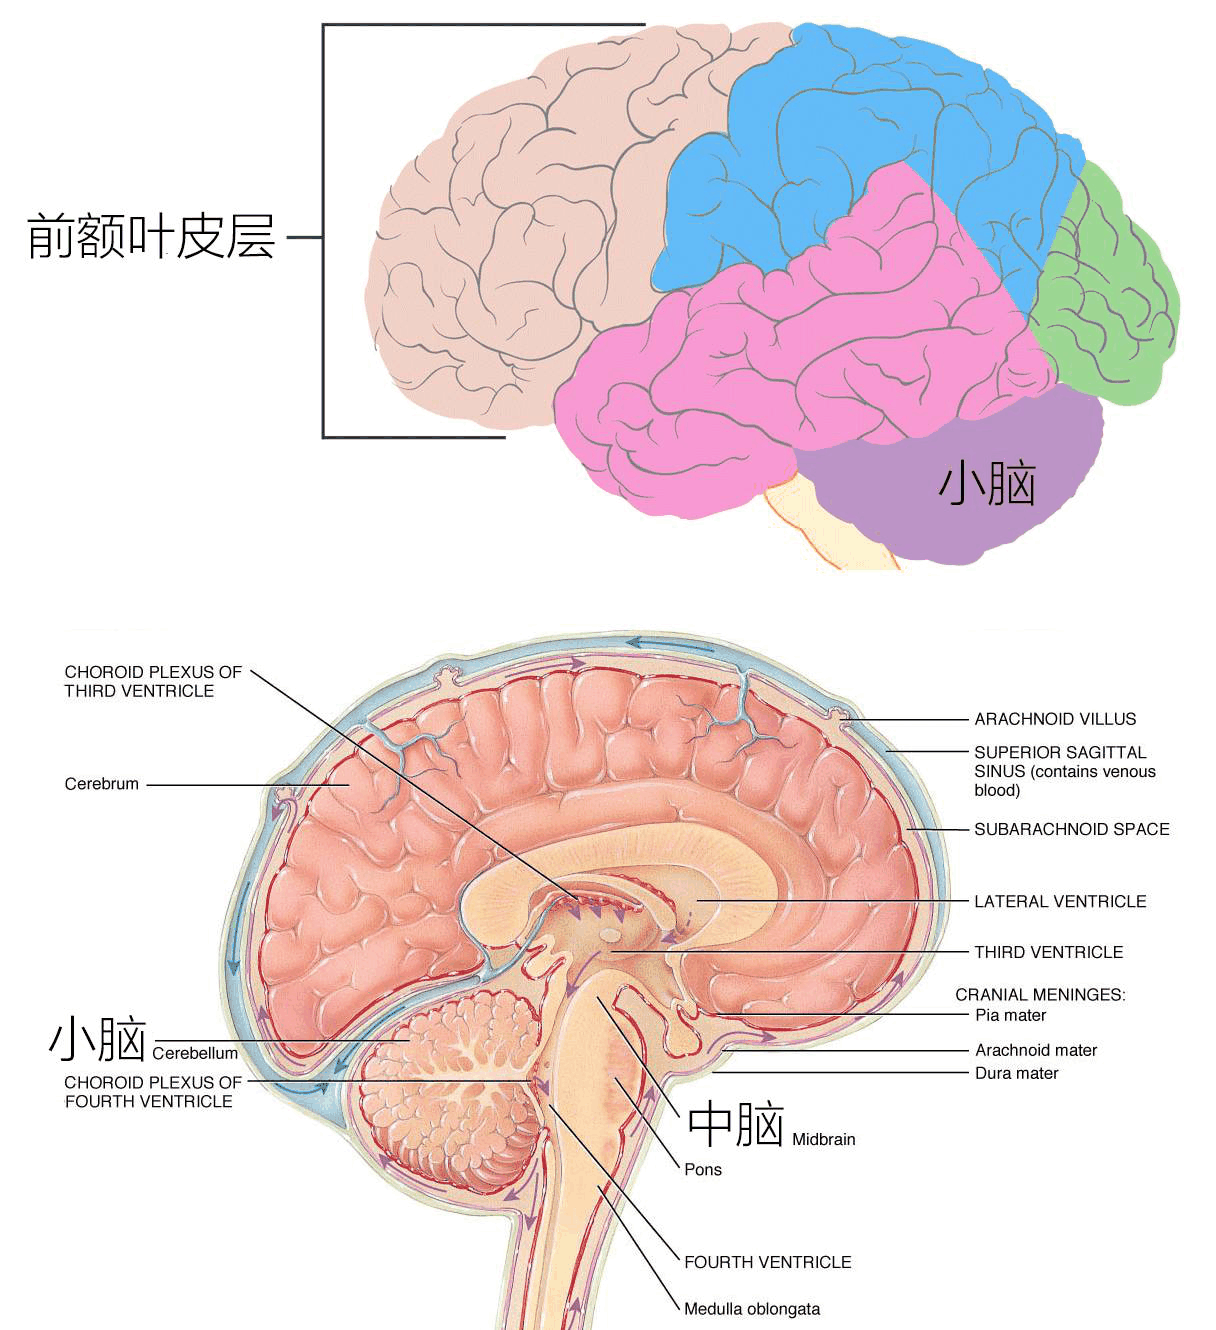 前额叶皮层
小脑
CHOROID PLEXUS OF
THIRD VENTRICLE
Cerebrum
小脑 Cerebellum
CHOROID PLEXUS OF
FOURTH VENTRICLE
ARACHNOID VILLUS
SUPERIOR SAGITTAL
SINUS (contains venous
blood)
SUBARACHNOID SPACE
LATERAL VENTRICLE
THIRD VENTRICLE
CRANIAL MENINGES:
Pia mater
Arachnoid mater
Dura mater
中脑 Midbrain
Pons
FOURTH VENTRICLE
Medulla oblongata